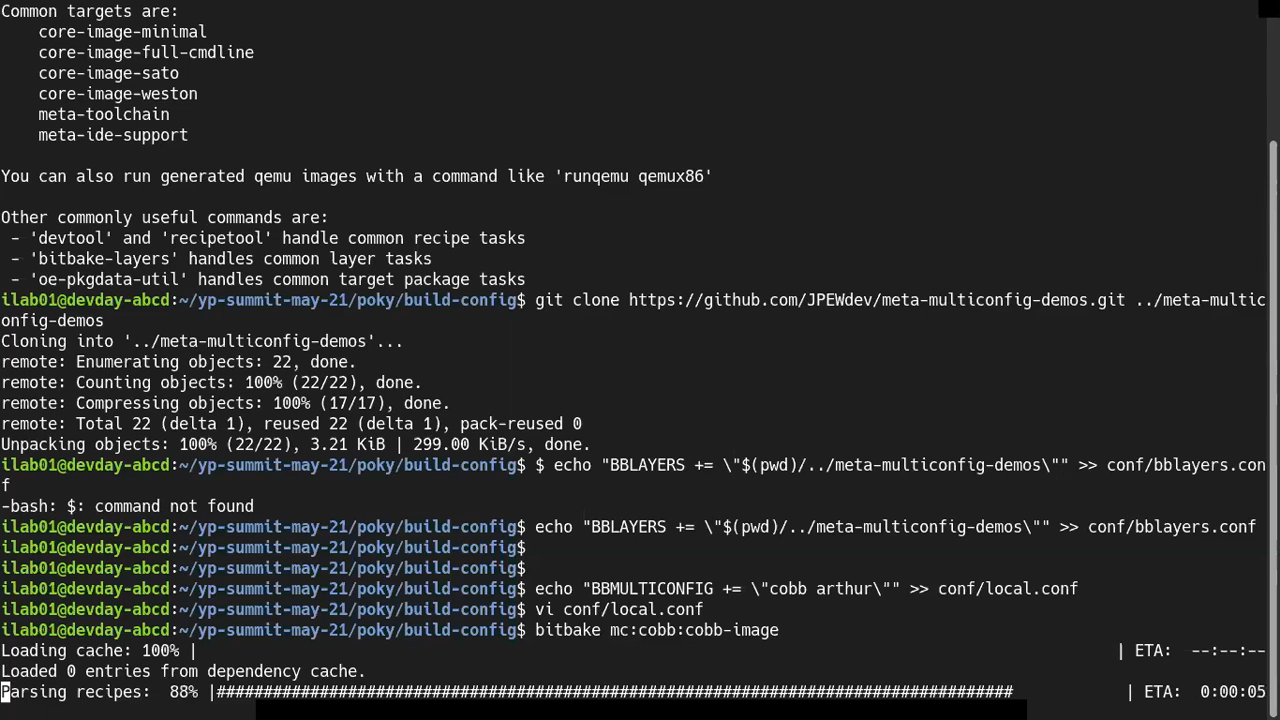 Common targets are:
    core-image-minimal
    core-image-full-cmdline
    core-image-sato
    core-image-weston
    meta-toolchain
    meta-ide-support
You can also run generated qemu images with a command like 'runqemu qemux86'
Other commonly useful commands are:
 - 'devtool' and 'recipetool' handle common recipe tasks
 - 'bitbake-layers' handles common layer tasks
 - 'oe-pkgdata-util' handles common target package tasks
ilab01@devday-abcd:~/yp-summit-may-21/poky/build-config$ git clone https://github.com/JPEWdev/meta-multiconfig-demos.git ../meta-multic
onfig-demos
Cloning into '../meta-multiconfig-demos'...
remote: Enumerating objects: 22, done.
remote: Counting objects: 100% (22/22), done.
remote: Compressing objects: 100% (17/17), done.
remote: Total 22 (delta 1), reused 22 (delta 1), pack-reused 0
Unpacking objects: 100% (22/22), 3.21 KiB | 299.00 KiB/s, done.
ilab01@devday-abcd:~/yp-summit-may-21/poky/build-config$ $ echo "BBLAYERS += \"$(pwd)/../meta-multiconfig-demos\"" >> conf/bblayers.con
f
-bash: $: command not found
ilab01@devday-abcd:~/yp-summit-may-21/poky/build-config$ echo "BBLAYERS += \"$(pwd)/../meta-multiconfig-demos\"" >> conf/bblayers.conf
ilab01@devday-abcd:~/yp-summit-may-21/poky/build-config$
ilab01@devday-abcd:~/yp-summit-may-21/poky/build-config$
ilab01@devday-abcd:~/yp-summit-may-21/poky/build-config$ echo "BBMULTICONFIG += \"cobb arthur\"" >> conf/local.conf
ilab01@devday-abcd:~/yp-summit-may-21/poky/build-config$ vi conf/local.conf
ilab01@devday-abcd:~/yp-summit-may-21/poky/build-config$ bitbake mc:cobb:cobb-image
Loading cache: 100% | | ETA:  --:--:--
Loaded 0 entries from dependency cache.
Parsing recipes:  88% |##################################################################################### | ETA:  0:00:05